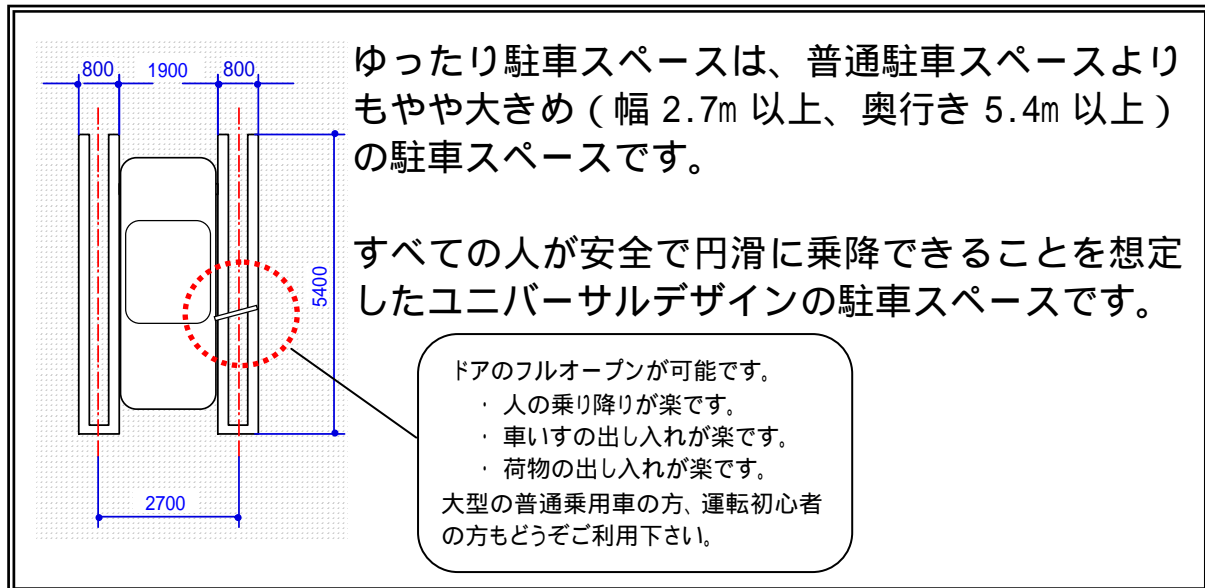 800 1900 800
5400
2700
ゆったり駐車スペースは、普通駐車スペースより
もやや大きめ（幅 2.7m 以上、奥行き 5.4m 以上）
の駐車スペースです。
すべての人が安全で円滑に乗降できることを想定
したユニバーサルデザインの駐車スペースです。
ドアのフルオープンが可能です。
・ 人の乗り降りが楽です。
・ 車いすの出し入れが楽です。
・ 荷物の出し入れが楽です。
大型の普通乗用車の方、運転初心者
の方もどうぞご利用下さい。